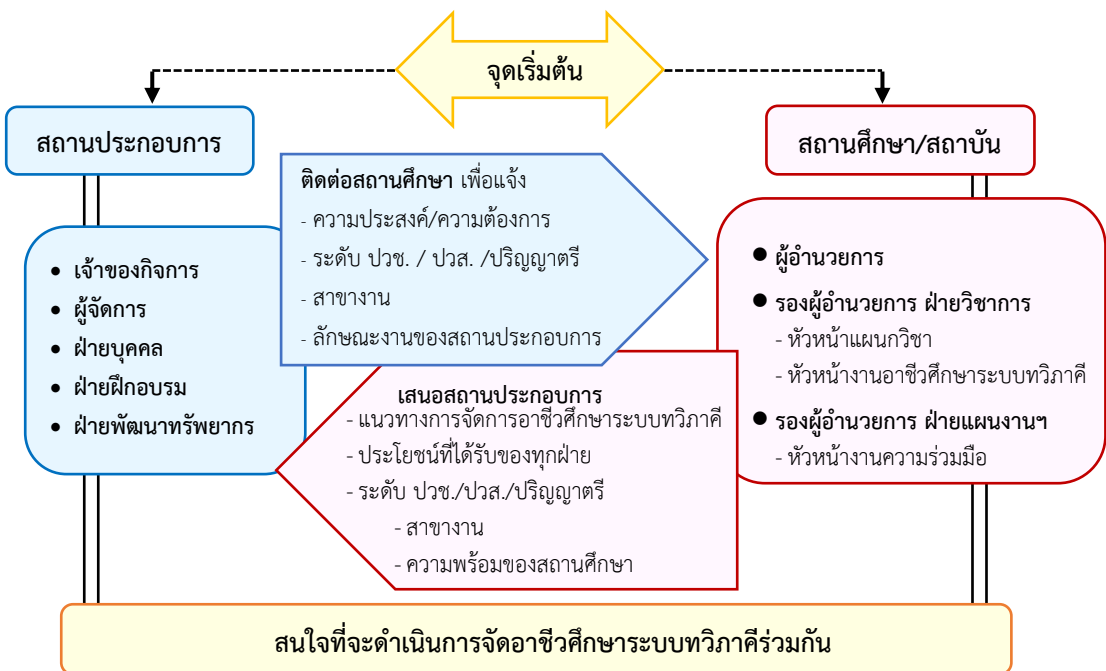 จุดเริ่มต้น
สถานประกอบการ
สถานศึกษา/สถาบัน
ติดต่อสถานศึกษา เพื่อแจ้ง
- ความประสงค์/ความต้องการ
- ระดับ ปวช. / ปวส. /ปริญญาตรี
- สาขางาน
- ลักษณะงานของสถานประกอบการ
• เจ้าของกิจการ
• ผู้จัดการ
• ฝ่ายบุคคล
• ฝ่ายฝึกอบรม
• ฝ่ายพัฒนาทรัพยากร
● ผู้อำนวยการ
● รองผู้อำนวยการ ฝ่ายวิชาการ
- หัวหน้าแผนกวิชา
- หัวหน้างานอาชีวศึกษาระบบทวิภาคี
● รองผู้อำนวยการ ฝ่ายแผนงานฯ
- หัวหน้างานความร่วมมือ
เสนอสถานประกอบการ
- แนวทางการจัดการอาชีวศึกษาระบบทวิภาคี
- ประโยชน์ที่ได้รับของทุกฝ่าย
- ระดับ ปวช./ปวส./ปริญญาตรี
- สาขางาน
- ความพร้อมของสถานศึกษา
สนใจที่จะดำเนินการจัดอาชีวศึกษาระบบทวิภาคีร่วมกัน